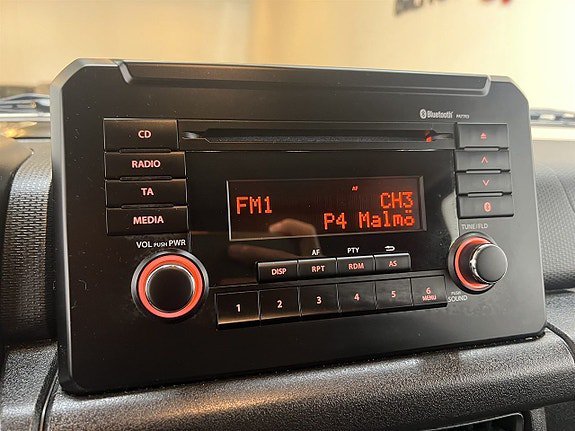 Bluetooth
CD
RADIO
TA
MEDIA
AF
FM1 CH3
P4 Malmö
VOL PUSH PWR
TUNE/FLD
AF PTY
DISP RPT RDM AS
1 2 3 4 5 6
MENU
PUSH
SOUND